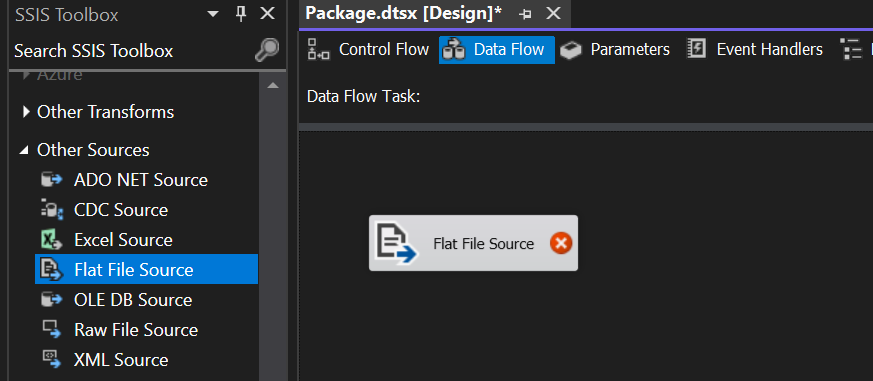 SSIS Toolbox
Search SSIS Toolbox
Azure
Other Transforms
Other Sources
ADO NET Source
CDC Source
Excel Source
Flat File Source
OLE DB Source
Raw File Source
XML Source
Package.dtsx [Design]*
Control Flow
Data Flow
Parameters
Event Handlers
Data Flow Task:
Flat File Source